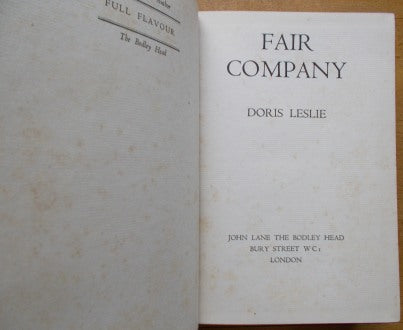 FULL FLAVOUR
The Bodley Head
FAIR
COMPANY
DORIS LESLIE
JOHN LANE THE BODLEY HEAD
BURY STREET W C 1
LONDON